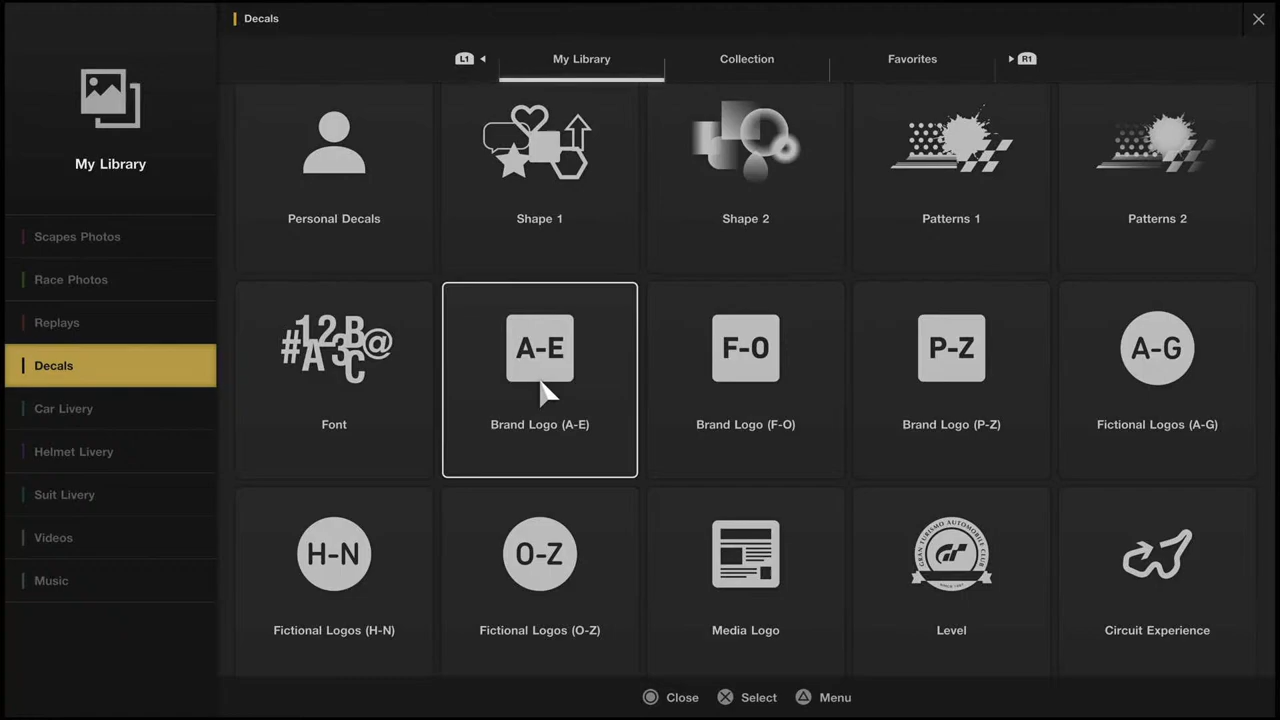 Decals
L1
My Library
Collection
Favorites
R1
My Library
Scapes Photos
Race Photos
Replays
Decals
Car Livery
Helmet Livery
Suit Livery
Videos
Music
Personal Decals
Shape 1
Shape 2
Patterns 1
Patterns 2
#123B@
A C
Font
A-E
Brand Logo (A-E)
F-O
Brand Logo (F-O)
P-Z
Brand Logo (P-Z)
A-G
Fictional Logos (A-G)
H-N
Fictional Logos (H-N)
O-Z
Fictional Logos (O-Z)
Media Logo
GRAN TURISMO AUTOMOBILE CLUB
Level
Circuit Experience
Close
Select
Menu